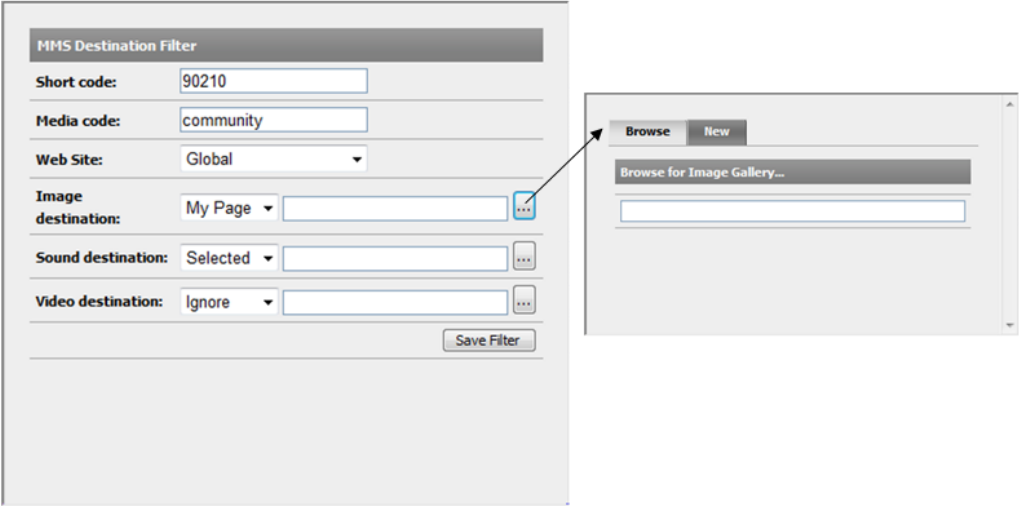 MMS Destination Filter
Short code: 90210
Media code: community
Web Site: Global
Image
destination: My Page ...
Sound destination: Selected ...
Video destination: Ignore ...
Save Filter
Browse New
Browse for Image Gallery...